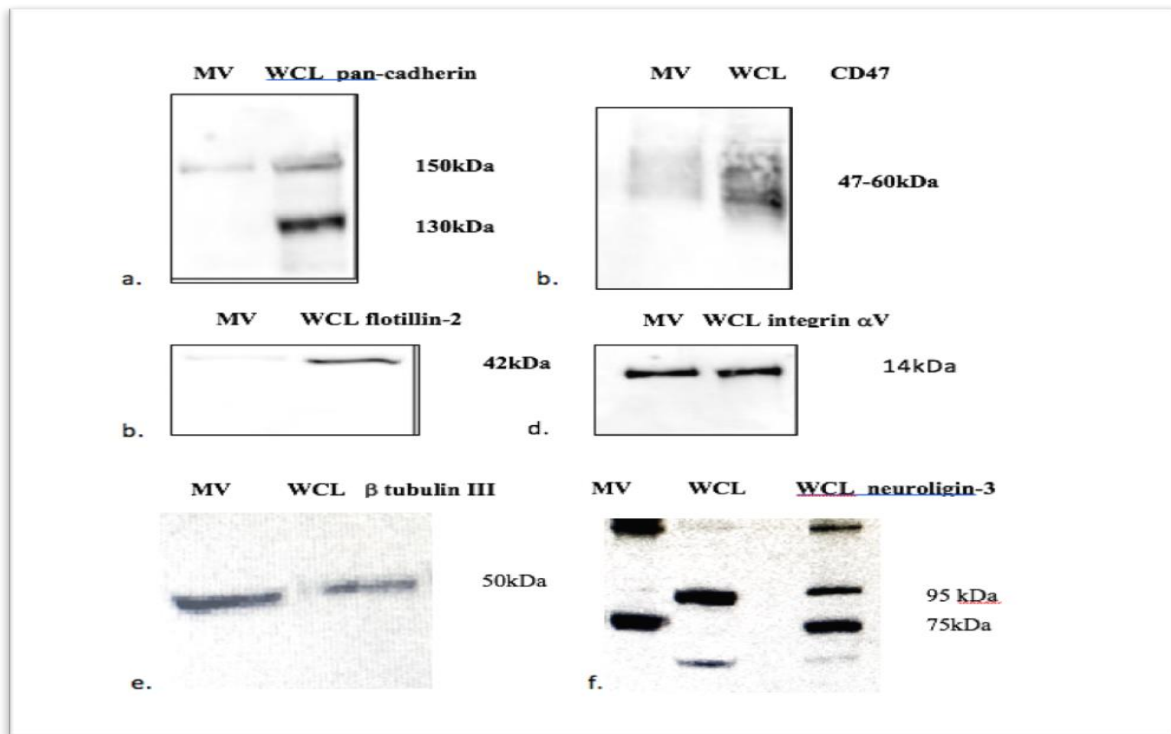 MV WCL pan-cadherin
150kDa
130kDa
a.
MV WCL CD47
47-60kDa
b.
MV WCL flotillin-2
42kDa
b.
MV WCL integrin αV
14kDa
d.
MV WCL β tubulin III
50kDa
e.
MV WCL WCL neuroligin-3
95 kDa
75kDa
f.